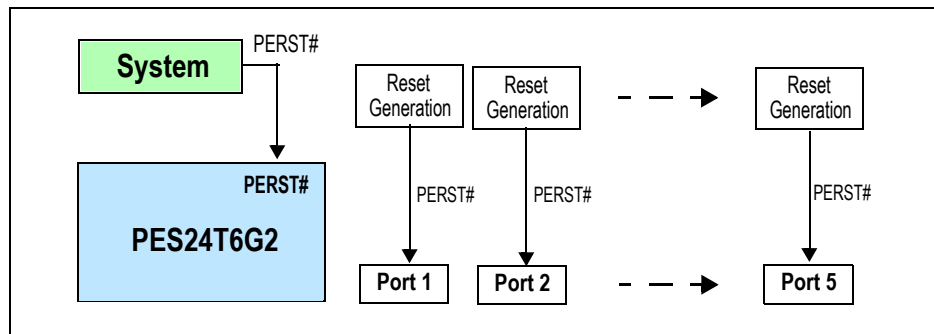 PERST#
System
Reset
Generation
Reset
Generation
Reset
Generation
PERST#
PES24T6G2
PERST#
PERST#
PERST#
Port 1
Port 2
Port 5